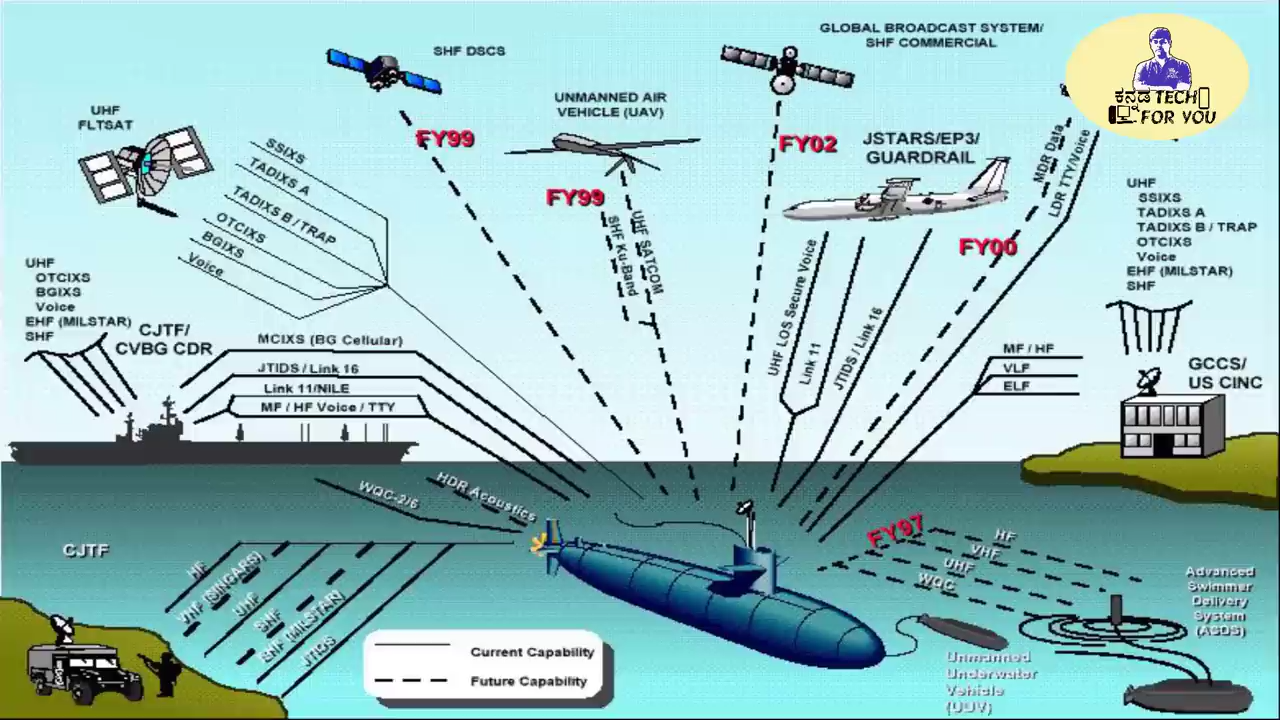 SHF DSCS
GLOBAL BROADCAST SYSTEM/
SHF COMMERCIAL
ಕನ್ನಡ TECH
FOR YOU
UHF
FLTSAT
UNMANNED AIR
VEHICLE (UAV)
FY99
FY02
JSTARS/EP3/
GUARDRAIL
MDR Data
LDR TTY/Voice
SSIXS
TADIXS A
TADIXS B / TRAP
OTCIXS
BGIXS
Voice
FY99
SHF Ku-Band
UHF SATCOM
FY00
UHF
SSIXS
TADIXS A
TADIXS B / TRAP
OTCIXS
Voice
EHF (MILSTAR)
SHF
UHF
OTCIXS
BGIXS
Voice
EHF (MILSTAR)
SHF
CJTF/
CVBG CDR
MCIXS (BG Cellular)
JTIDS / Link 16
Link 11/NILE
MF / HF Voice / TTY
UHF LOS Secure Voice
Link 11
JTIDS / Link 16
MF / HF
VLF
ELF
GCCS/
US CINC
WQC-2/6
HDR Acoustics
FY97
HF
VHF
UHF
WQC
CJTF
HF
VHF (SINGARS)
UHF
SHF
SHF (MILSTAR)
JTIDS
Advanced
Swimmer
Delivery
System
(ASDS)
Current Capability
Future Capability
Unmanned
Underwater
Vehicle
(UUV)